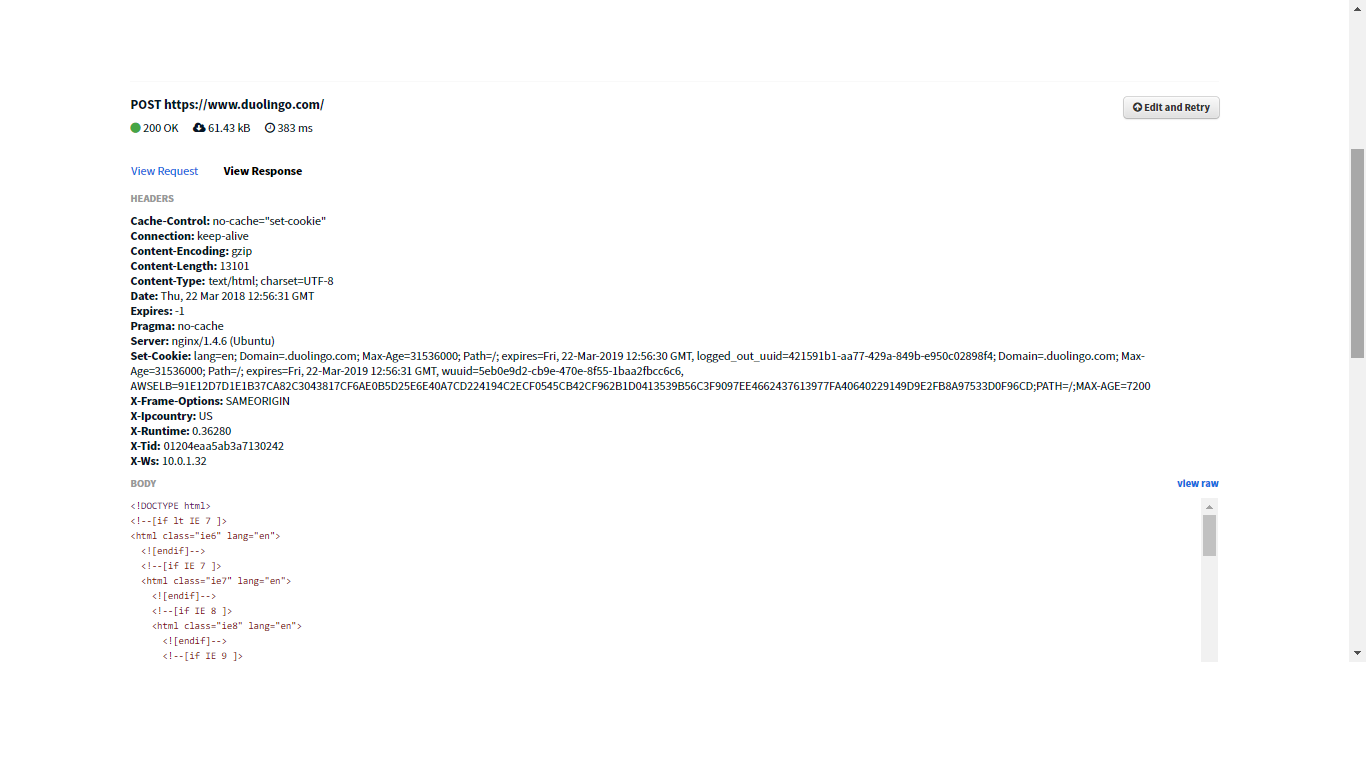 POST https://www.duolingo.com/
Edit and Retry
200 OK 61.43 kB 383 ms
View Request View Response
HEADERS
Cache-Control: no-cache="set-cookie"
Connection: keep-alive
Content-Encoding: gzip
Content-Length: 13101
Content-Type: text/html; charset=UTF-8
Date: Thu, 22 Mar 2018 12:56:31 GMT
Expires: -1
Pragma: no-cache
Server: nginx/1.4.6 (Ubuntu)
Set-Cookie: lang=en; Domain=.duolingo.com; Max-Age=31536000; Path=/; expires=Fri, 22-Mar-2019 12:56:30 GMT, logged_out_uuid=421591b1-aa77-429a-849b-e950c02898f4; Domain=.duolingo.com; Max-
Age=31536000; Path=/; expires=Fri, 22-Mar-2019 12:56:31 GMT, wuuid=5eb0e9d2-cb9e-470e-8f55-1baa2fbcc6c6,
AWSELB=91E12D7D1E1B37CA82C3043817CF6AE0B5D25E6E40A7CD224194C2ECF0545CB42CF962B1D0413539B56C3F9097EE4662437613977FA40640229149D9E2FB8A97533D0F96CD;PATH=/;MAX-AGE=7200
X-Frame-Options: SAMEORIGIN
X-Ipcountry: US
X-Runtime: 0.36280
X-Tid: 01204eaa5ab3a7130242
X-Ws: 10.0.1.32
BODY
view raw
<!DOCTYPE html>
<!--[if lt IE 7 ]>
<html class="ie6" lang="en">
<![endif]-->
<!--[if IE 7 ]>
<html class="ie7" lang="en">
<![endif]-->
<!--[if IE 8 ]>
<html class="ie8" lang="en">
<![endif]-->
<!--[if IE 9 ]>